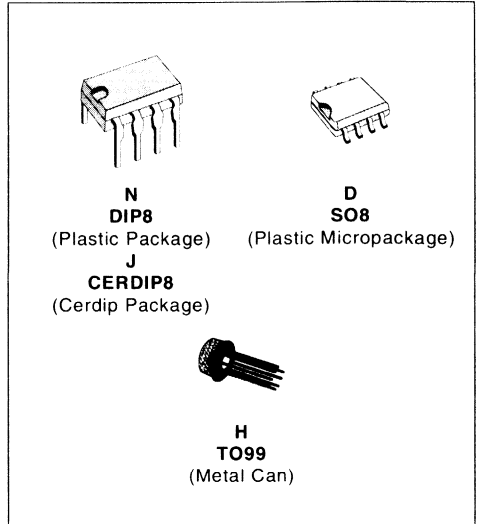 N
DIP8
(Plastic Package)
J
CERDIP8
(Cerdip Package)
D
SO8
(Plastic Micropackage)
H
TO99
(Metal Can)